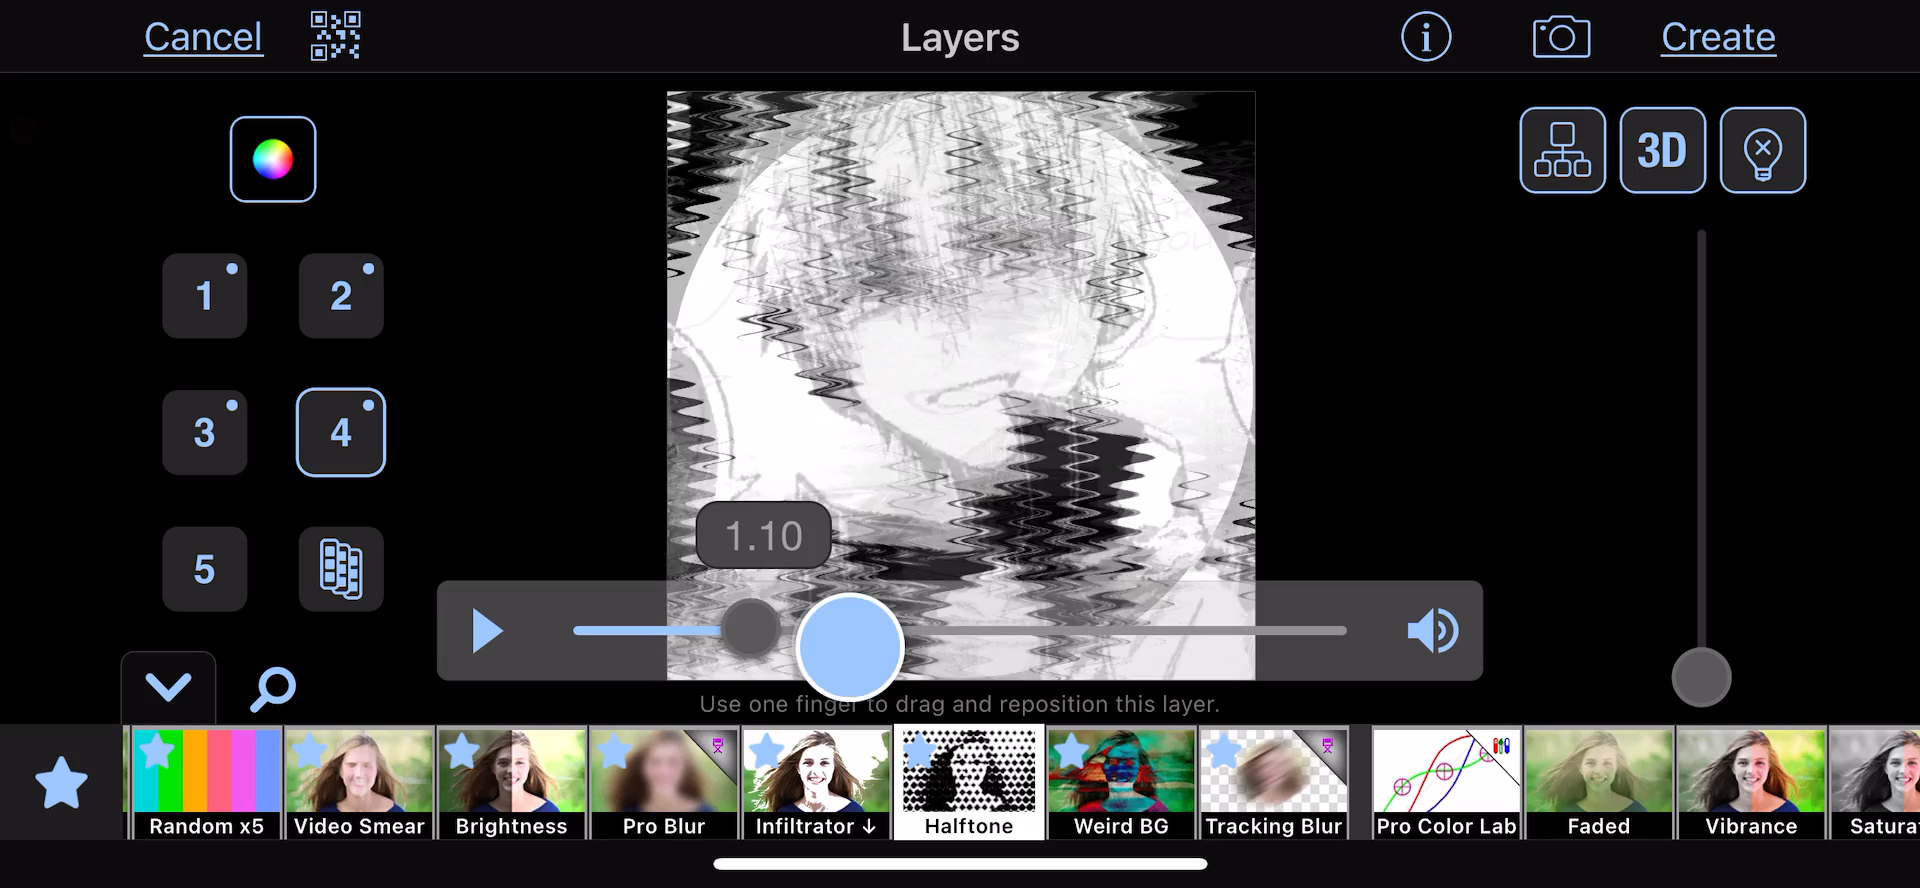 Cancel
Layers
i
Create
3D
1
2
3
4
5
1.10
Use one finger to drag and reposition this layer.
Random x5
Video Smear
Brightness
Pro Blur
Infiltrator ↓
Halftone
Weird BG
Tracking Blur
Pro Color Lab
Faded
Vibrance